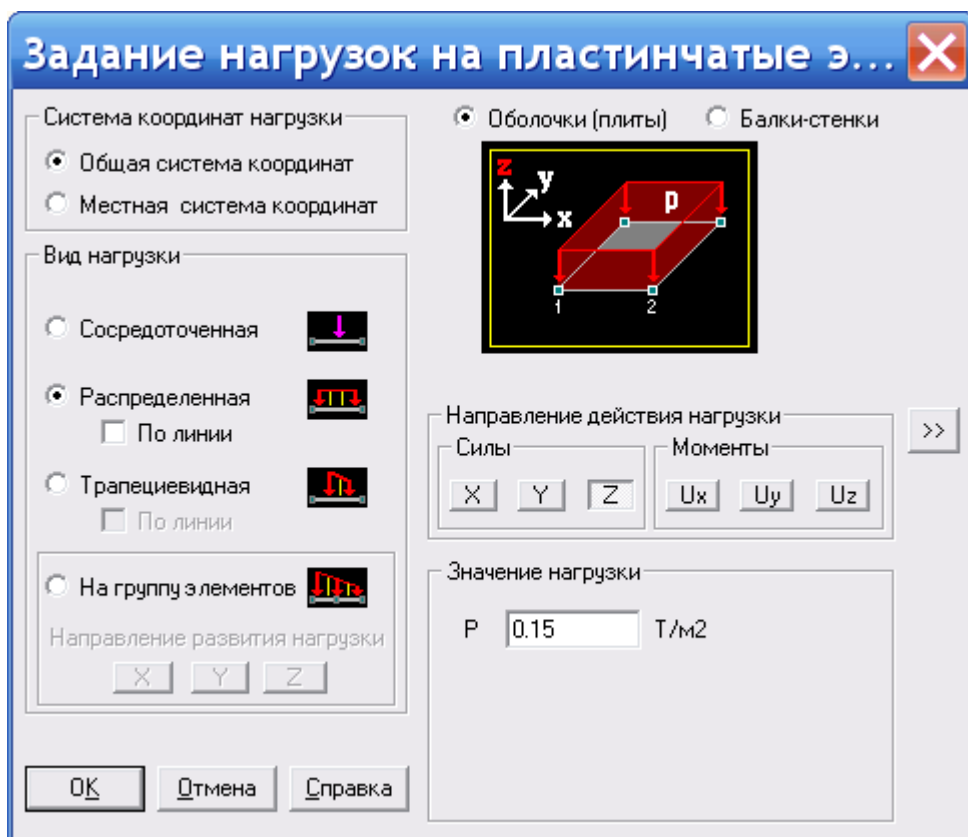 Задание нагрузок на пластинчатые э...
Система координат нагрузки
Общая система координат
Местная система координат
Вид нагрузки
Сосредоточенная
Распределенная
По линии
Трапециевидная
По линии
На группу элементов
Направление развития нагрузки
X Y Z
OK Отмена Справка
Оболочки (плиты) Балки-стенки
z
y
x
p
1 2
Направление действия нагрузки
Силы
X Y Z
Моменты
Ux Uy Uz
>>
Значение нагрузки
P 0.15 Т/м2